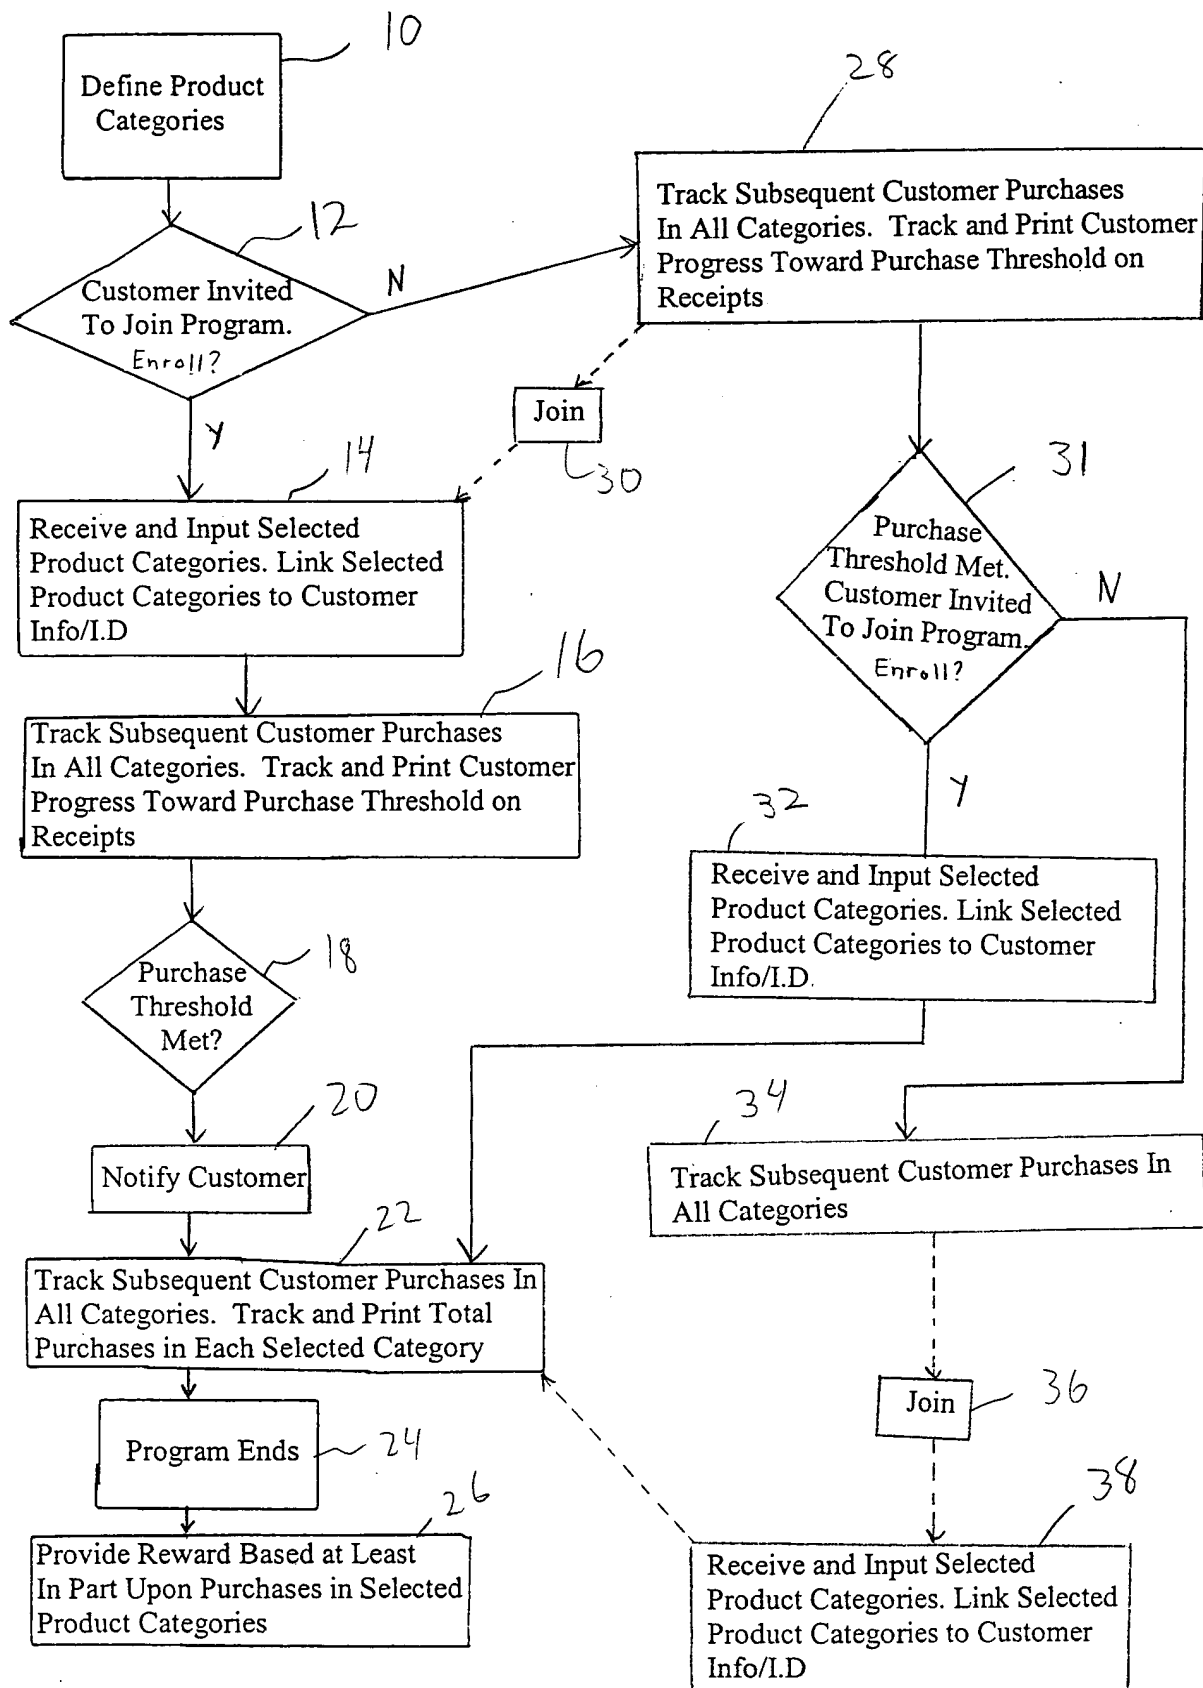 10
Define Product
Categories
12
Customer Invited
To Join Program.
Enroll?
N
Y
28
Track Subsequent Customer Purchases
In All Categories. Track and Print Customer
Progress Toward Purchase Threshold on
Receipts
Join
30
14
Receive and Input Selected
Product Categories. Link Selected
Product Categories to Customer
Info/I.D
31
Purchase
Threshold Met.
Customer Invited
To Join Program.
Enroll?
N
Y
16
Track Subsequent Customer Purchases
In All Categories. Track and Print Customer
Progress Toward Purchase Threshold on
Receipts
32
Receive and Input Selected
Product Categories. Link Selected
Product Categories to Customer
Info/I.D.
18
Purchase
Threshold
Met?
20
Notify Customer
34
Track Subsequent Customer Purchases In
All Categories
22
Track Subsequent Customer Purchases In
All Categories. Track and Print Total
Purchases in Each Selected Category
Join
36
Program Ends
24
26
Provide Reward Based at Least
In Part Upon Purchases in Selected
Product Categories
38
Receive and Input Selected
Product Categories. Link Selected
Product Categories to Customer
Info/I.D